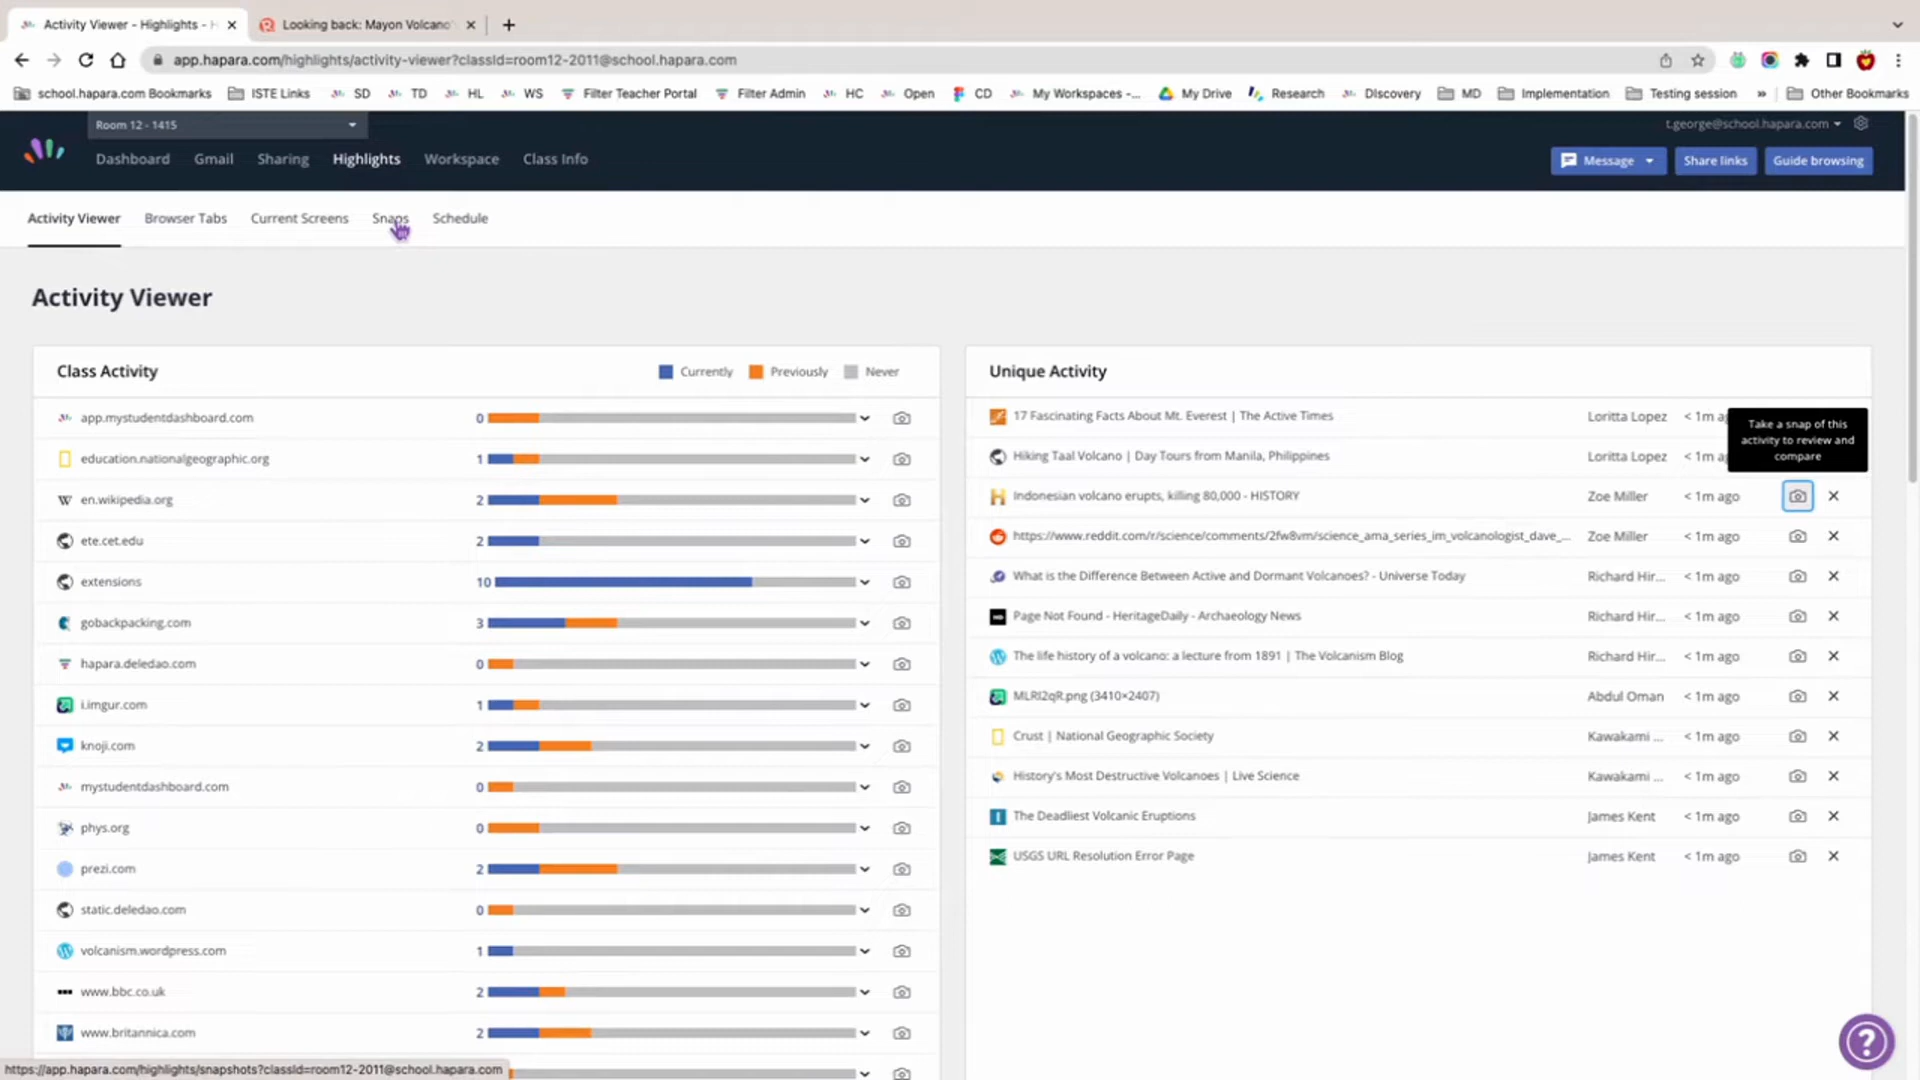 Activity Viewer - Highlights - H
Looking back: Mayon Volcano'
app.hapara.com/highlights/activity-viewer?classId=room12-2011@school.hapara.com
school.hapara.com Bookmarks ISTE Links SD TD HL WS Filter Teacher Portal Filter Admin HC Open CD My Workspaces -... My Drive Research Discovery MD Implementation Testing session » Other Bookmarks
Room 12 - 1415
t.george@school.hapara.com
Dashboard Gmail Sharing Highlights Workspace Class Info
Message Share links Guide browsing
Activity Viewer Browser Tabs Current Screens Snaps Schedule
Activity Viewer
Class Activity
Currently Previously Never
app.mystudentdashboard.com 0
education.nationalgeographic.org 1
en.wikipedia.org 2
ete.cet.edu 2
extensions 10
gobackpacking.com 3
hapara.deledao.com 0
i.imgur.com 1
knoji.com 2
mystudentdashboard.com 0
phys.org 0
prezi.com 2
static.deledao.com 0
volcanism.wordpress.com 1
www.bbc.co.uk 2
www.britannica.com 2
Unique Activity
17 Fascinating Facts About Mt. Everest | The Active Times Loritta Lopez < 1m ag
Take a snap of this
activity to review and
compare
Hiking Taal Volcano | Day Tours from Manila, Philippines Loritta Lopez < 1m ag
Indonesian volcano erupts, killing 80,000 - HISTORY Zoe Miller < 1m ago
https://www.reddit.com/r/science/comments/2fw8vm/science_ama_series_im_volcanologist_dave_... Zoe Miller < 1m ago
What is the Difference Between Active and Dormant Volcanoes? - Universe Today Richard Hir... < 1m ago
Page Not Found - HeritageDaily - Archaeology News Richard Hir... < 1m ago
The life history of a volcano: a lecture from 1891 | The Volcanism Blog Richard Hir... < 1m ago
MLRI2qR.png (3410×2407) Abdul Oman < 1m ago
Crust | National Geographic Society Kawakami ... < 1m ago
History's Most Destructive Volcanoes | Live Science Kawakami ... < 1m ago
The Deadliest Volcanic Eruptions James Kent < 1m ago
USGS URL Resolution Error Page James Kent < 1m ago
https://app.hapara.com/highlights/snapshots?classId=room12-2011@school.hapara.com